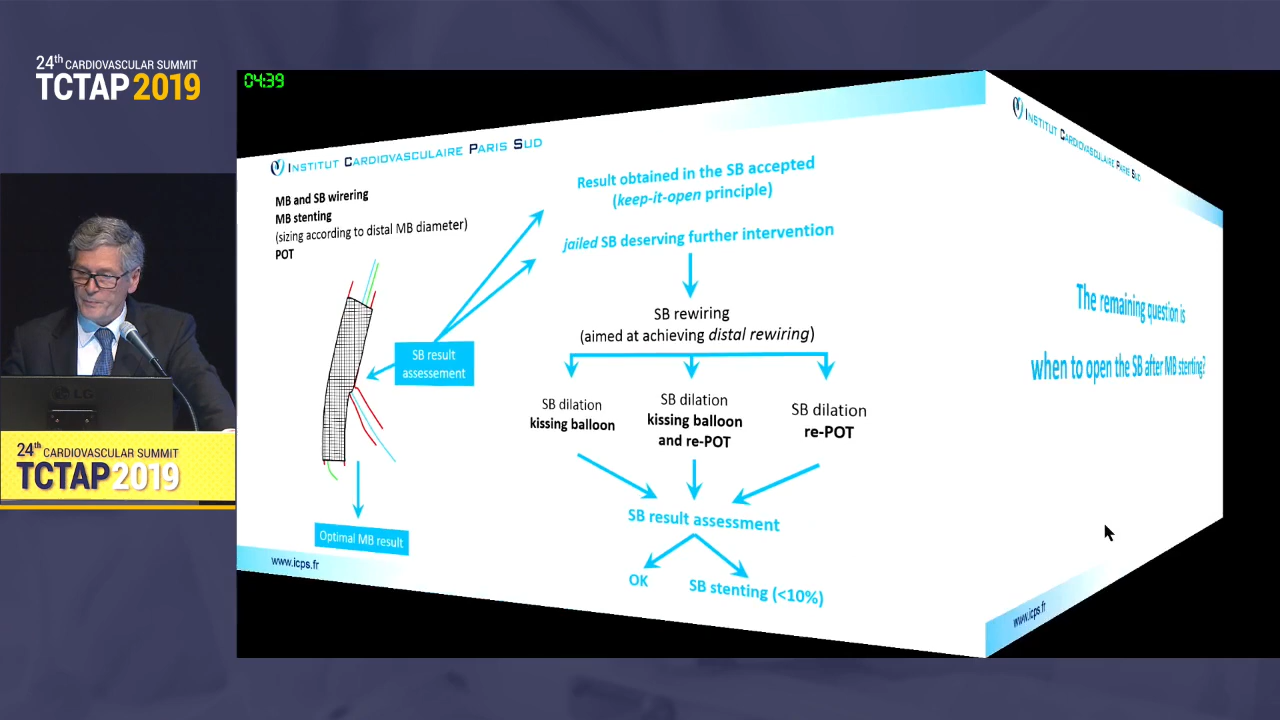 24th CARDIOVASCULAR SUMMIT
TCTAP 2019
04:39
INSTITUT CARDIOVASCULAIRE PARIS SUD
MB and SB wirering
MB stenting
(sizing according to distal MB diameter)
POT
SB result
assessment
Optimal MB result
www.icps.fr
Result obtained in the SB accepted
(keep-it-open principle)
jailed SB deserving further intervention
SB rewiring
(aimed at achieving distal rewiring)
SB dilation
kissing balloon
SB dilation
kissing balloon
and re-POT
SB dilation
re-POT
SB result assessment
OK
SB stenting (<10%)
INSTITUT CARDIOVASCULAIRE PARIS SUD
The remaining question is
when to open the SB after MB stenting?
www.icps.fr
LG
24th CARDIOVASCULAR SUMMIT
TCTAP 2019